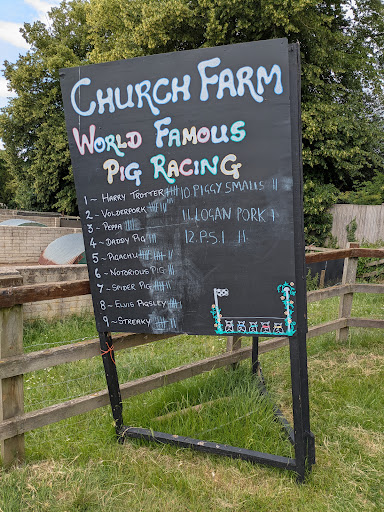 Church Farm
World Famous
Pig Racing
1 - Harry Trotter
2 - Volderpork
3 - Peppa
4 - Daddy Pig
5 - Pigachu
6 - Notorious Pig
7 - Spider Pig
8 - Elvis Pigsley
9 - Streaky
10. Piggy Smalls
11. Logan Pork
12. P.S.I